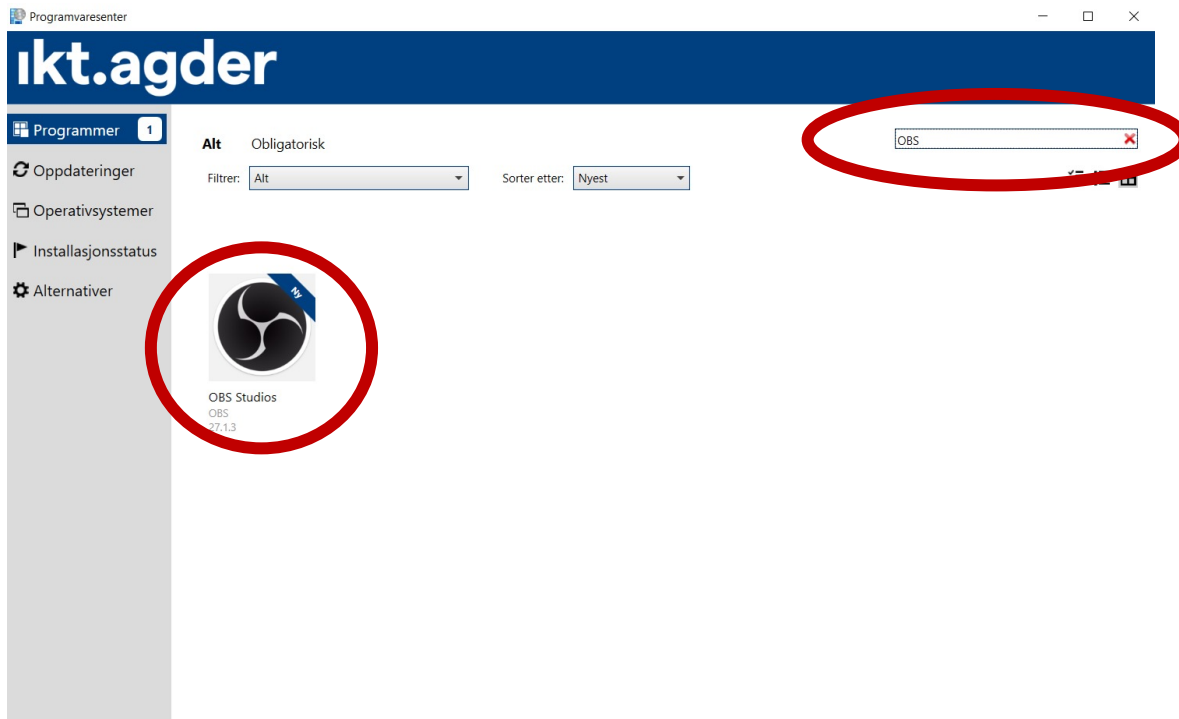 Programvaresenter
ikt.agder
Programmer 1
Oppdateringer
Operativsystemer
Installasjonsstatus
Alternativer
Alt Obligatorisk
OBS
Filtrer: Alt Sorter etter: Nyest
Ny
OBS Studios
OBS
27.1.3